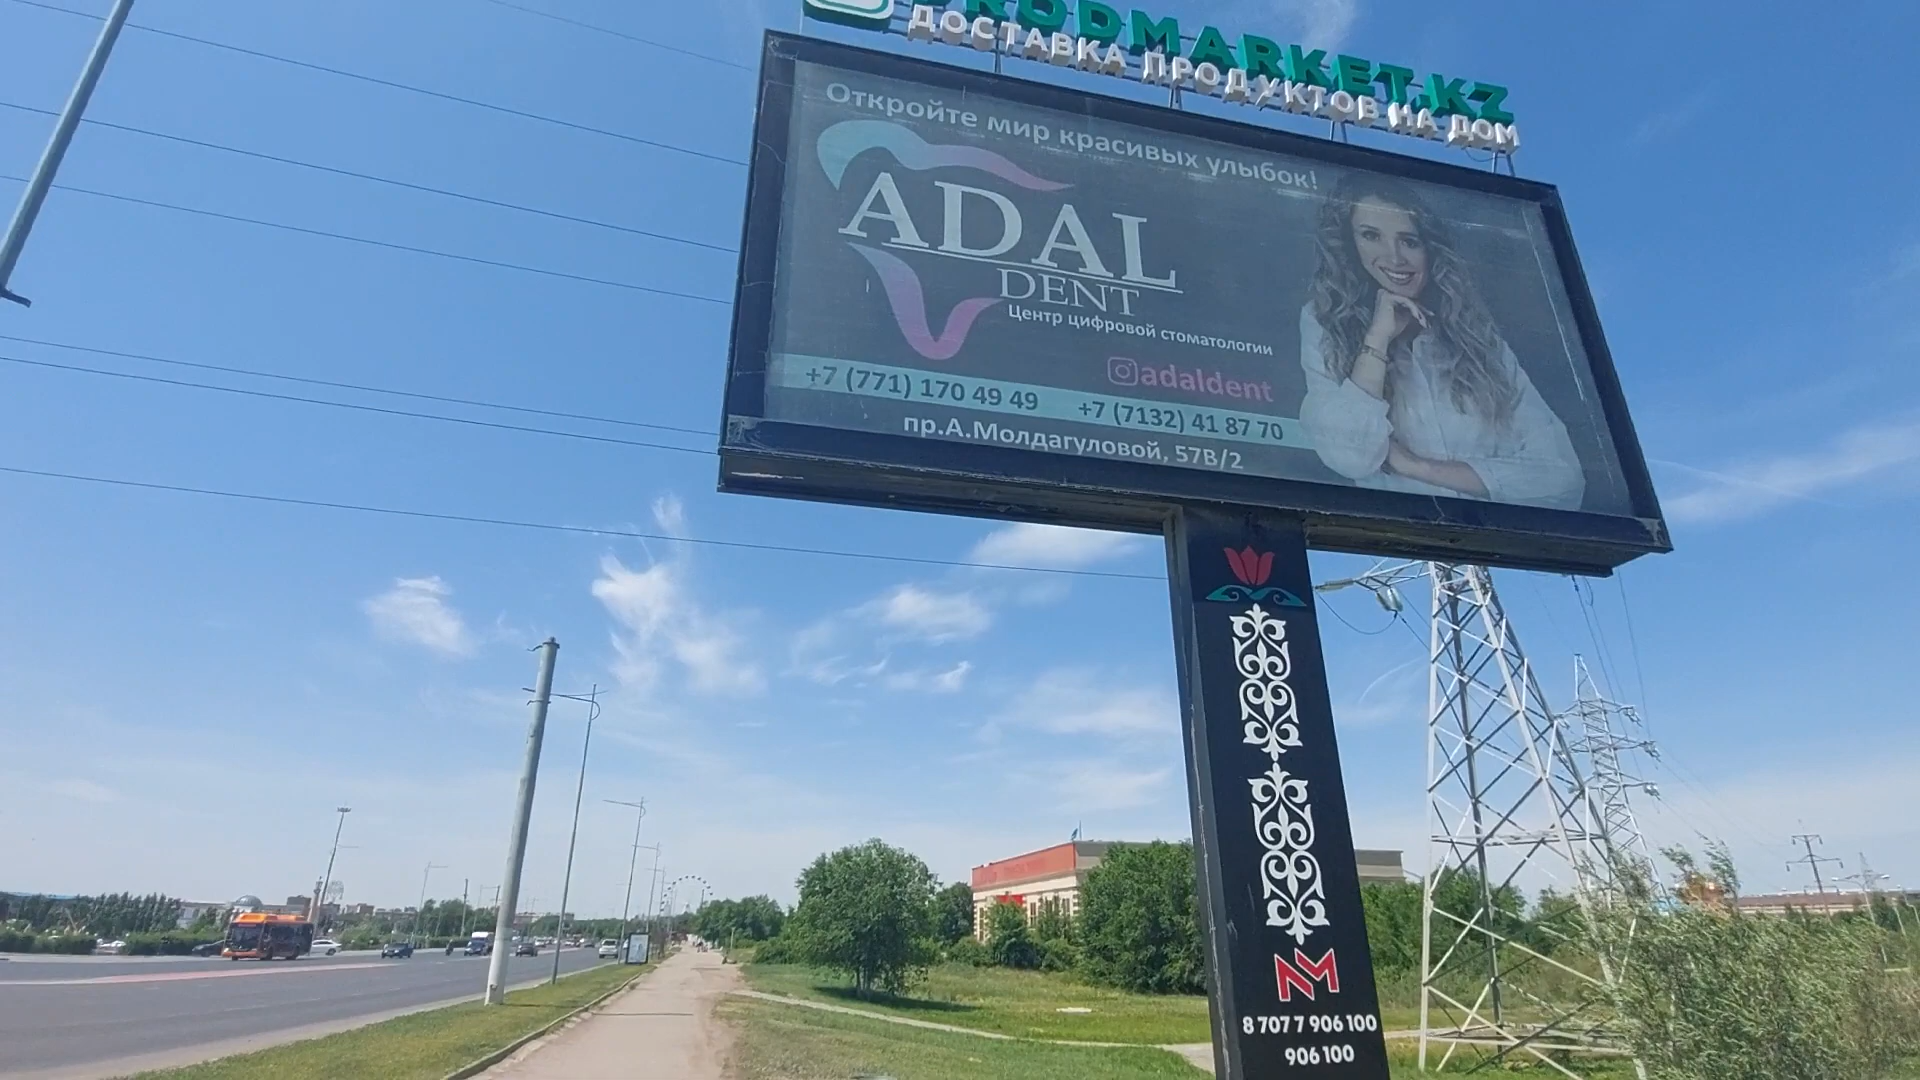 RODMARKET.KZ
ДОСТАВКА ПРОДУКТОВ НА ДОМ
Откройте мир красивых улыбок!
ADAL
DENT
Центр цифровой стоматологии
adaldent
+7 (771) 170 49 49 +7 (7132) 41 87 70
пр.А.Молдагуловой, 57В/2
8 707 7 906 100
906 100